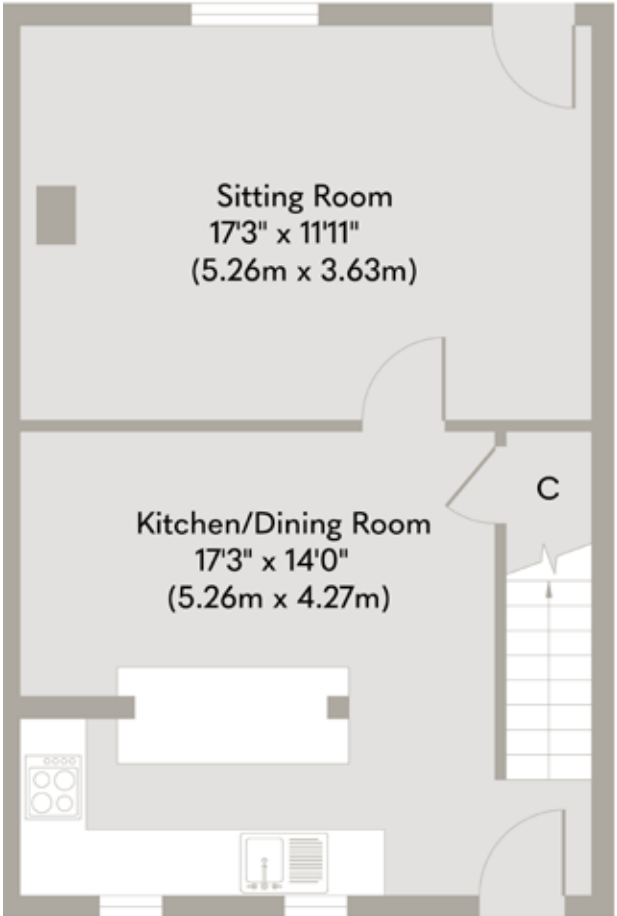 Sitting Room
17'3" x 11'11"
(5.26m x 3.63m)
C
Kitchen/Dining Room
17'3" x 14'0"
(5.26m x 4.27m)